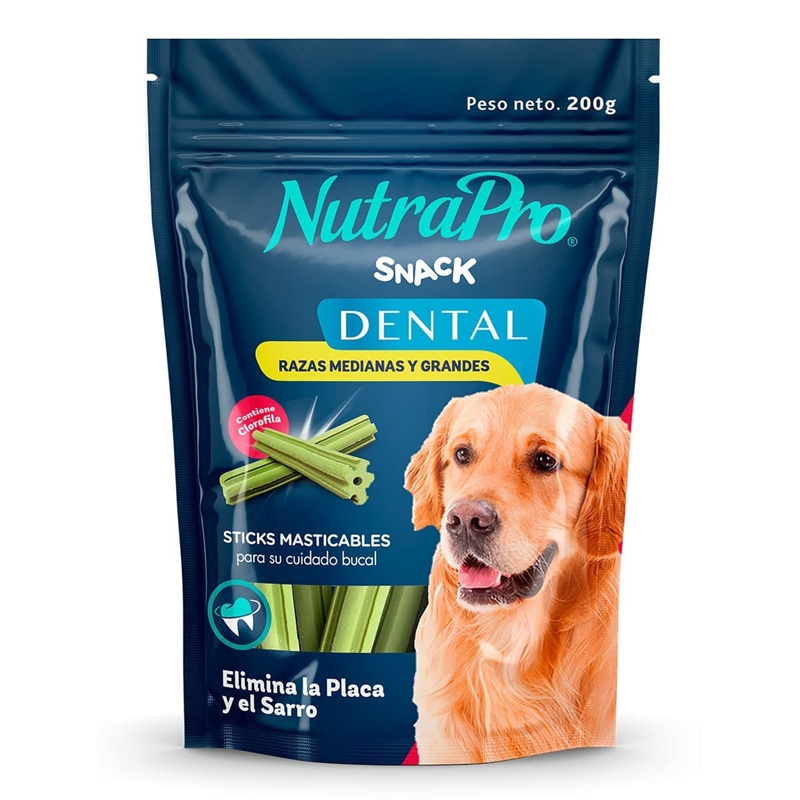 Peso neto. 200g
NutraPro®
SNACK
DENTAL
RAZAS MEDIANAS Y GRANDES
Contiene
Clorofila
STICKS MASTICABLES
para su cuidado bucal
Elimina la Placa
y el Sarro